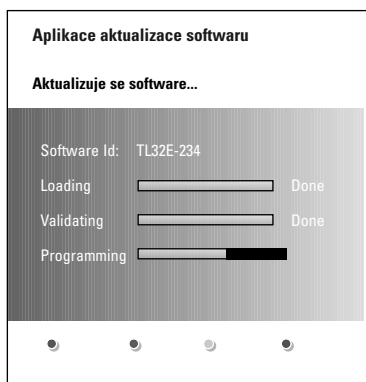 Aplikace aktualizace softwaru
Aktualizuje se software...
Software Id: TL32E-234
Loading Done
Validating Done
Programming